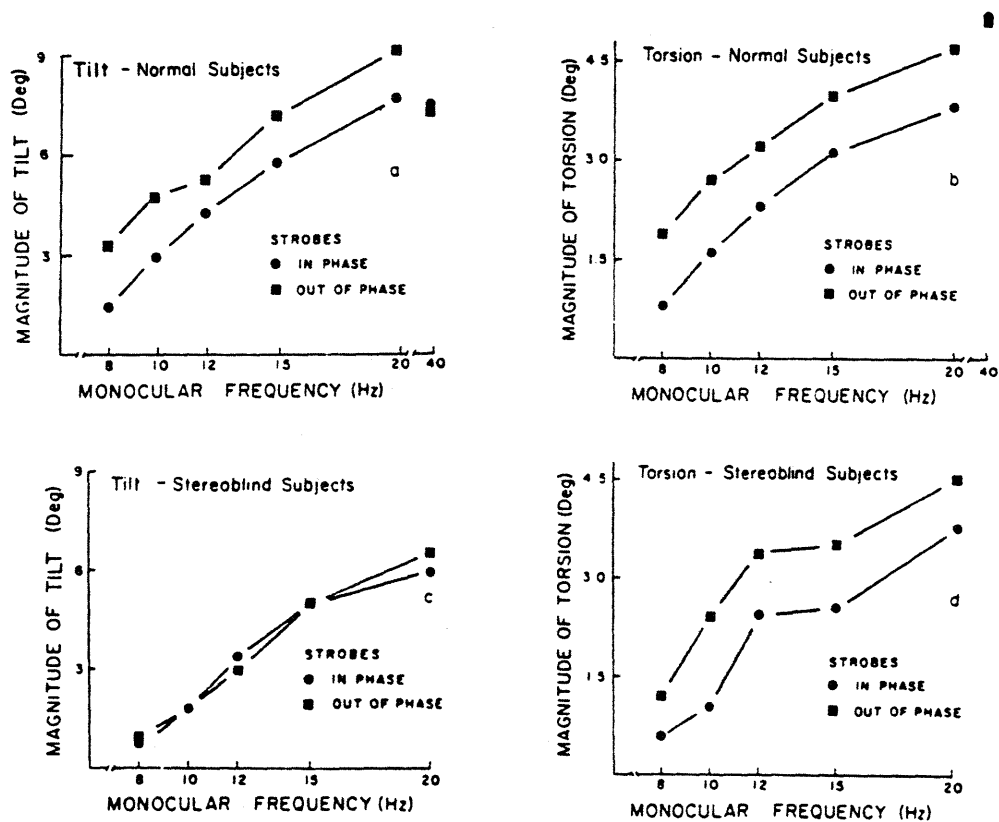 MAGNITUDE OF TILT (Deg)
9
6
3
Tilt - Normal Subjects
a
STROBES
IN PHASE
OUT OF PHASE
8 10 12 15 20 40
MONOCULAR FREQUENCY (Hz)
MAGNITUDE OF TORSION (Deg)
4 5
3 0
1 5
Torsion - Normal Subjects
b
STROBES
IN PHASE
OUT OF PHASE
8 10 12 15 20 40
MONOCULAR FREQUENCY (Hz)
MAGNITUDE OF TILT (Deg)
9
6
3
Tilt - Stereoblind Subjects
c
STROBES
IN PHASE
OUT OF PHASE
8 10 12 15 20
MONOCULAR FREQUENCY (Hz)
MAGNITUDE OF TORSION (Deg)
4 5
3 0
1 5
Torsion - Stereoblind Subjects
d
STROBES
IN PHASE
OUT OF PHASE
8 10 12 15 20
MONOCULAR FREQUENCY (Hz)